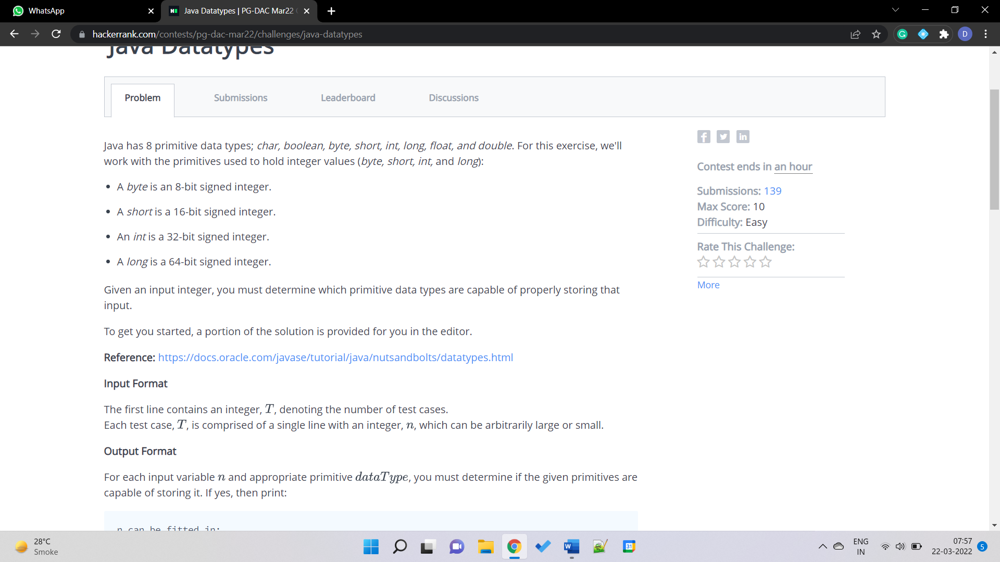 WhatsApp
Java Datatypes | PG-DAC Mar22
hackerrank.com/contests/pg-dac-mar22/challenges/java-datatypes
D
Java Datatypes
Problem
Submissions
Leaderboard
Discussions
Java has 8 primitive data types; char, boolean, byte, short, int, long, float, and double. For this exercise, we'll
work with the primitives used to hold integer values (byte, short, int, and long):
• A byte is an 8-bit signed integer.
• A short is a 16-bit signed integer.
• An int is a 32-bit signed integer.
• A long is a 64-bit signed integer.
Given an input integer, you must determine which primitive data types are capable of properly storing that
input.
To get you started, a portion of the solution is provided for you in the editor.
Reference: https://docs.oracle.com/javase/tutorial/java/nutsandbolts/datatypes.html
Input Format
The first line contains an integer, T, denoting the number of test cases.
Each test case, T, is comprised of a single line with an integer, n, which can be arbitrarily large or small.
Output Format
For each input variable n and appropriate primitive dataType, you must determine if the given primitives are
capable of storing it. If yes, then print:
n can be fitted in:
Contest ends in an hour
Submissions: 139
Max Score: 10
Difficulty: Easy
Rate This Challenge:
More
28°C
Smoke
ENG
IN
07:57
22-03-2022
5